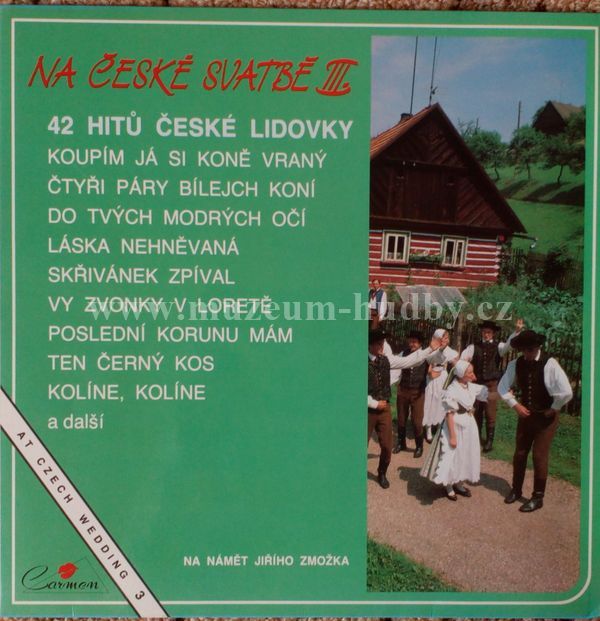 NA ČESKÉ SVATBĚ III.
42 HITŮ ČESKÉ LIDOVKY
KOUPÍM JÁ SI KONĚ VRANÝ
ČTYŘI PÁRY BÍLEJCH KONÍ
DO TVÝCH MODRÝCH OČÍ
LÁSKA NEHNĚVANÁ
SKŘIVÁNEK ZPÍVAL
VY ZVONKY LORETĚ
www.muzeum-hudby.cz
POSLEDNÍ KORUNU MÁM
TEN ČERNÝ KOS
KOLÍNE, KOLÍNE
a další
AT CZECH WEDDING 3
NA NÁMĚT JIŘÍHO ZMOŽKA
Carmen